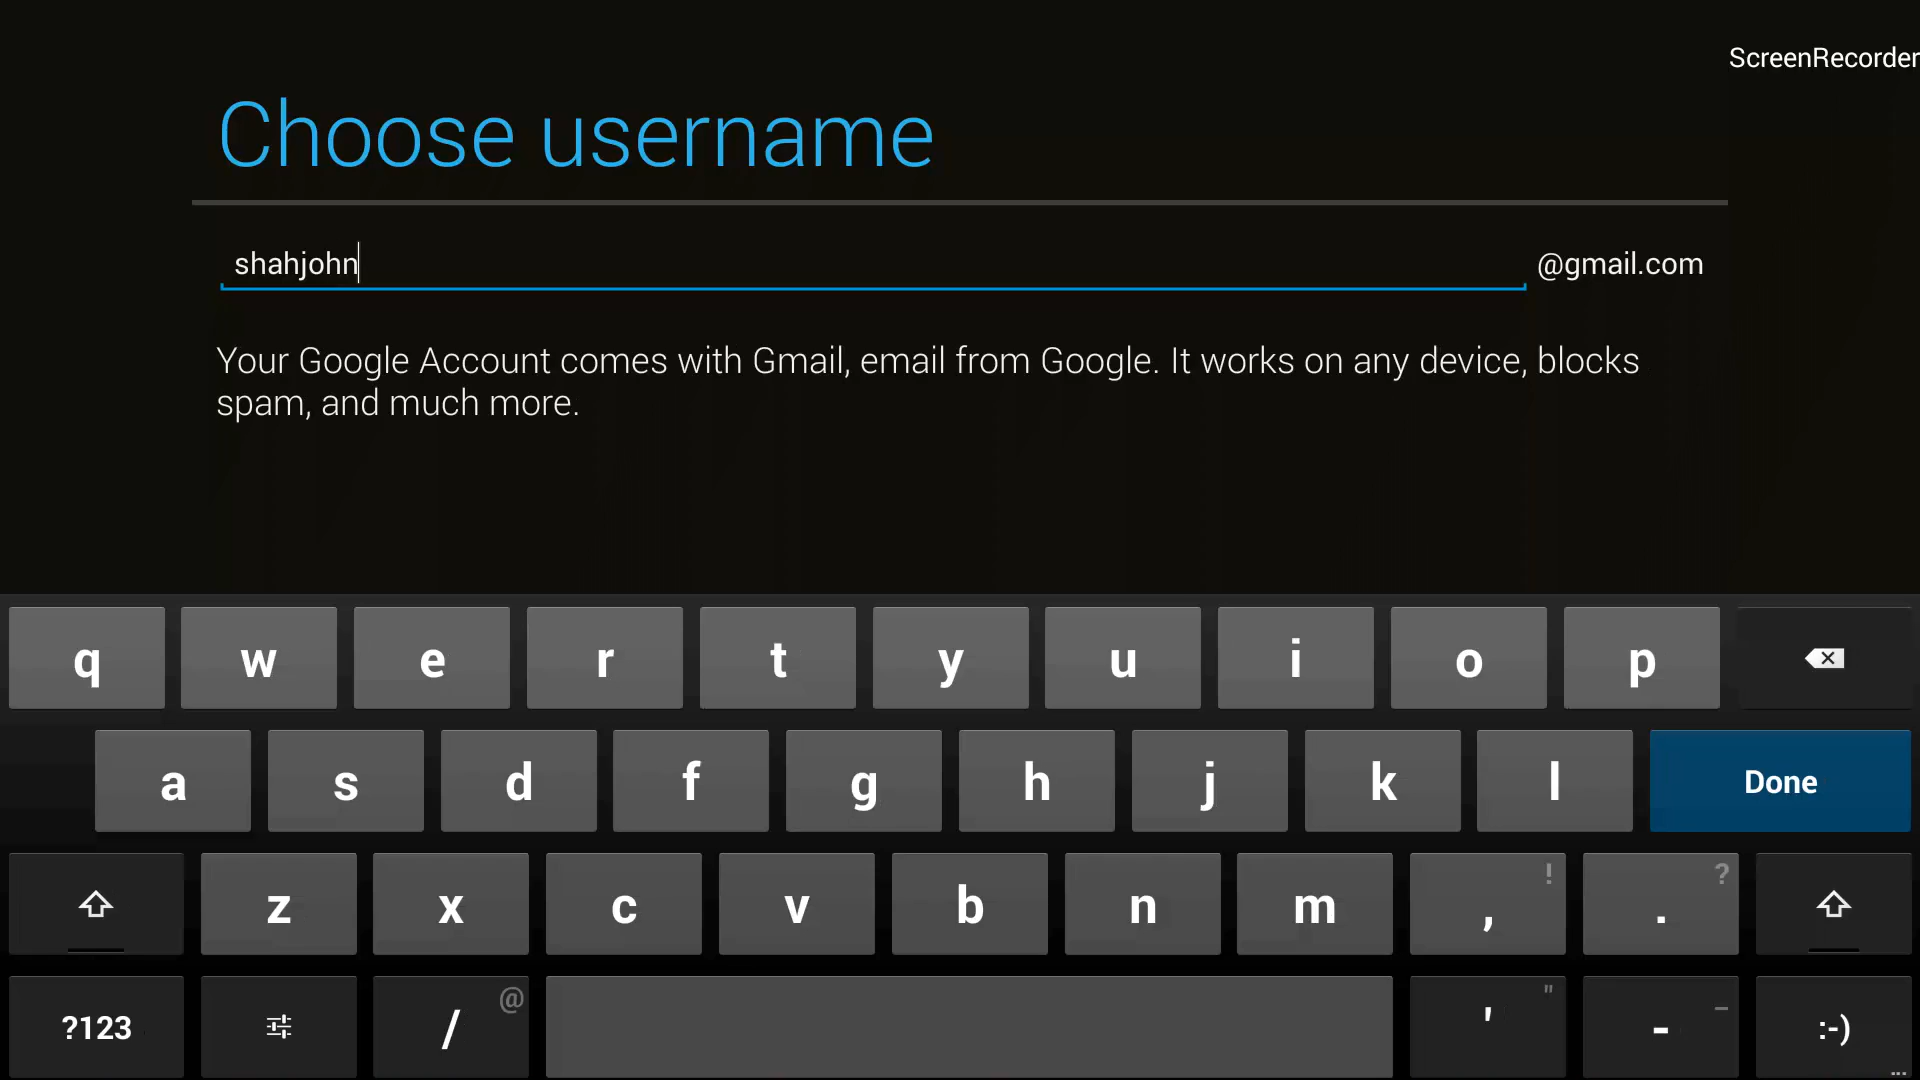 ScreenRecorder
Choose username
shahjohn @gmail.com
Your Google Account comes with Gmail, email from Google. It works on any device, blocks
spam, and much more.
q w e r t y u i o p
a s d f g h j k l Done
z x c v b n m , ! . ?
?123 / @ ' " - _ :-) ...